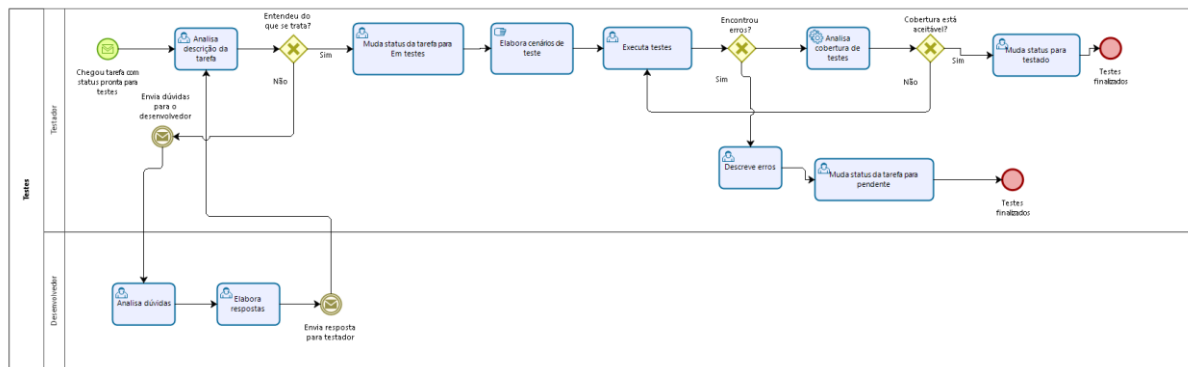 Testes
Testador
Desenvolvedor
Chegou tarefa com
status pronta para
testes
Analisa
descrição da
tarefa
Entendeu do
que se trata?
Sim
Não
Envia dúvidas
para o
desenvolvedor
Muda status da tarefa para
Em testes
Elabora cenários de
teste
Executa testes
Encontrou
erros?
Sim
Analisa
cobertura de
testes
Cobertura está
aceitável?
Sim
Não
Muda status para
testado
Testes
finalizados
Descreve erros
Muda status da tarefa para
pendente
Testes
finalizados
Analisa dúvidas
Elabora
respostas
Envia resposta
para testador